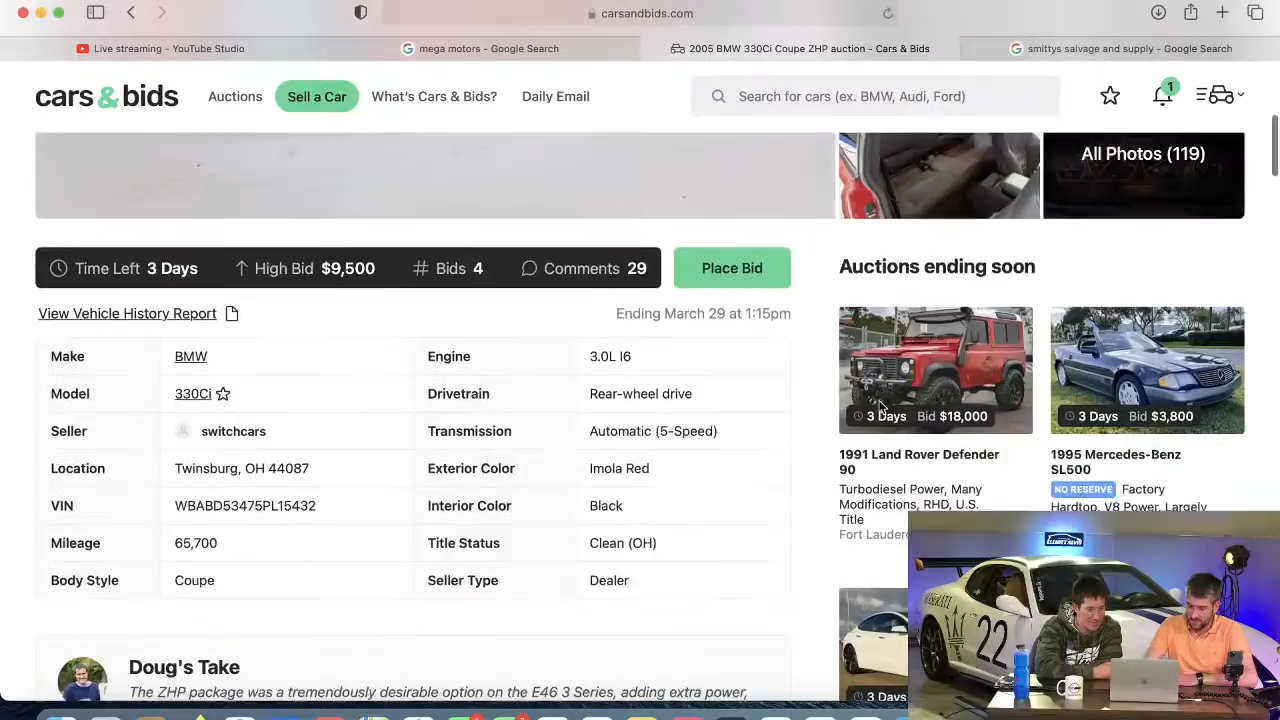 carsandbids.com
Live streaming - YouTube Studio
mega motors - Google Search
2005 BMW 330Ci Coupe ZHP auction - Cars & Bids
smittys salvage and supply - Google Search
cars & bids
Auctions
Sell a Car
What's Cars & Bids?
Daily Email
Search for cars (ex. BMW, Audi, Ford)
1
All Photos (119)
Time Left 3 Days
High Bid $9,500
# Bids 4
Comments 29
Place Bid
View Vehicle History Report
Ending March 29 at 1:15pm
Make BMW
Engine 3.0L I6
Model 330Ci
Drivetrain Rear-wheel drive
Seller switchcars
Transmission Automatic (5-Speed)
Location Twinsburg, OH 44087
Exterior Color Imola Red
VIN WBABD53475PL15432
Interior Color Black
Mileage 65,700
Title Status Clean (OH)
Body Style Coupe
Seller Type Dealer
Doug's Take
The ZHP package was a tremendously desirable option on the E46 3 Series, adding extra power,
Auctions ending soon
3 Days Bid $18,000
1991 Land Rover Defender
90
Turbodiesel Power, Many
Modifications, RHD, U.S.
Title
Fort Lauder
3 Days Bid $3,800
1995 Mercedes-Benz
SL500
NO RESERVE Factory
Hardtop, V8 Power, Largely
3 Days
MASERATI
22